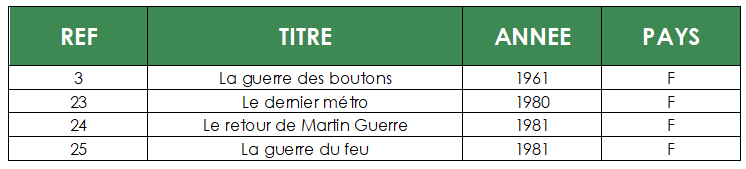 REF TITRE ANNEE PAYS
3 La guerre des boutons 1961 F
23 Le dernier métro 1980 F
24 Le retour de Martin Guerre 1981 F
25 La guerre du feu 1981 F